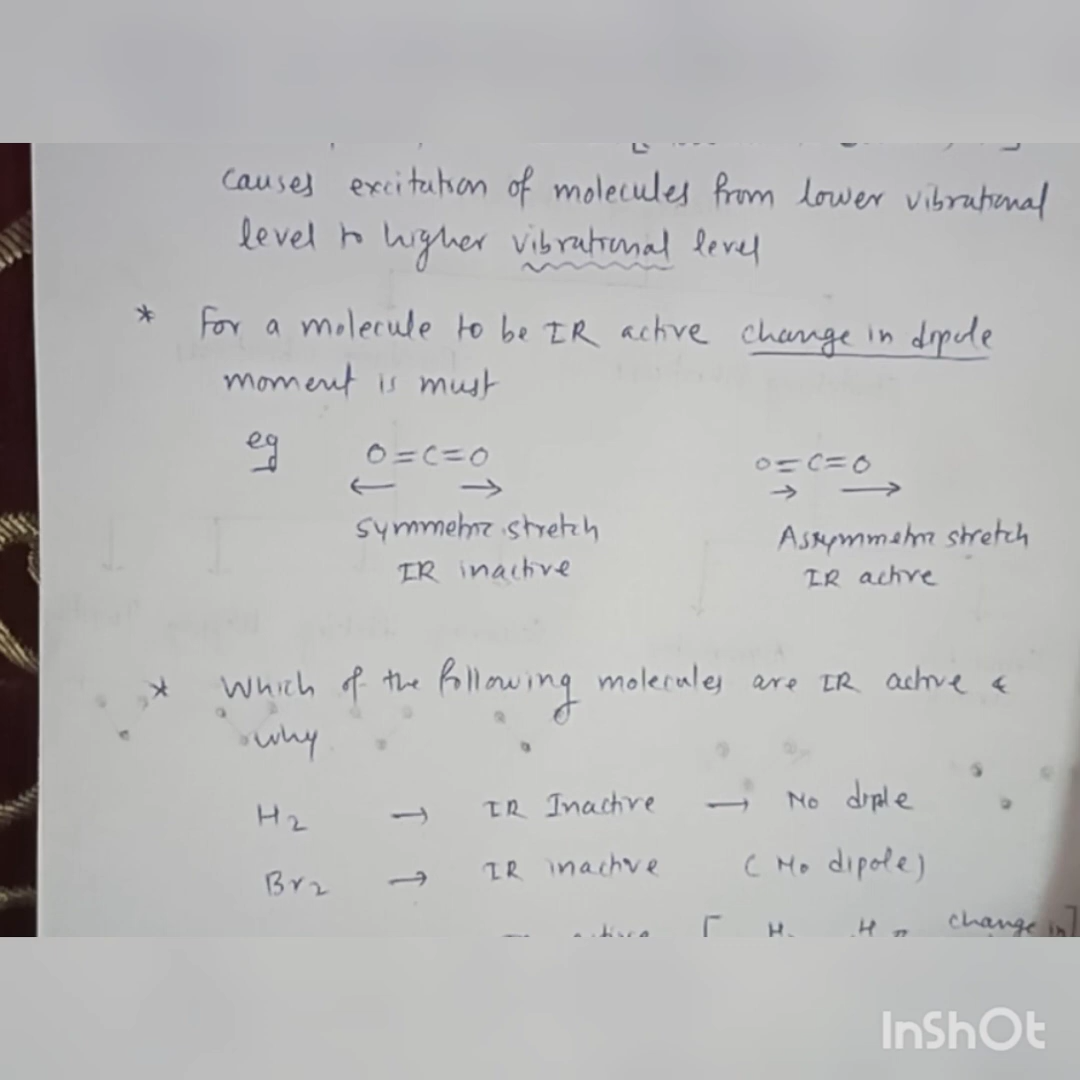 causes excitation of molecules from lower vibrational
level to higher vibrational level
* For a molecule to be IR active change in dipole
moment is must
eg O=C=O O=C=O
← → → →
Symmetric stretch Assymmetric stretch
IR inactive IR active
* Which of the following molecules are IR active &
why
H2 → IR Inactive → No diple
Br2 → IR inactive (No dipole)
change in]
InShOt